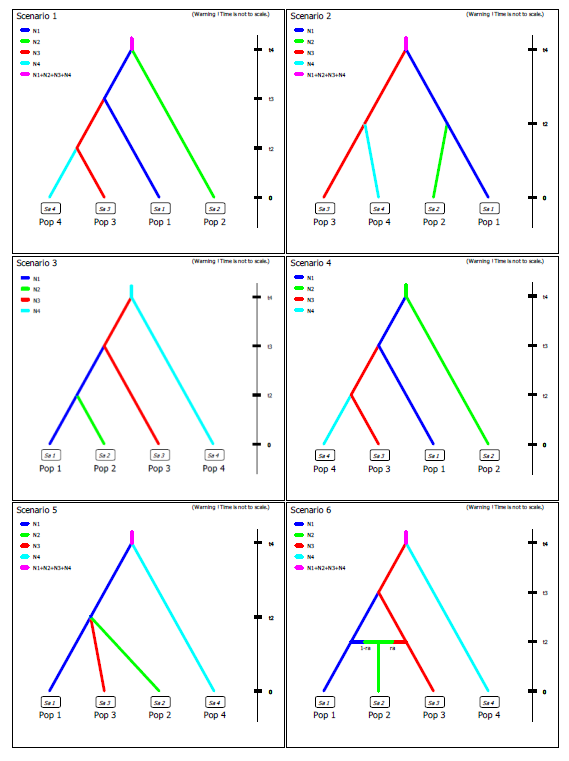 Scenario 1
(Warning ! Time is not to scale.)
N1
N2
N3
N4
N1+N2+N3+N4
t4
t3
t2
0
Sa 4
Sa 3
Sa 1
Sa 2
Pop 4
Pop 3
Pop 1
Pop 2
Scenario 2
(Warning ! Time is not to scale.)
N1
N2
N3
N4
N1+N2+N3+N4
t4
t2
0
Sa 3
Sa 4
Sa 2
Sa 1
Pop 3
Pop 4
Pop 2
Pop 1
Scenario 3
(Warning ! Time is not to scale.)
N1
N2
N3
N4
t4
t3
t2
0
Sa 1
Sa 2
Sa 3
Sa 4
Pop 1
Pop 2
Pop 3
Pop 4
Scenario 4
(Warning ! Time is not to scale.)
N1
N2
N3
N4
t4
t3
t2
0
Sa 4
Sa 3
Sa 1
Sa 2
Pop 4
Pop 3
Pop 1
Pop 2
Scenario 5
(Warning ! Time is not to scale.)
N1
N2
N3
N4
N1+N2+N3+N4
t4
t2
0
Sa 1
Sa 3
Sa 2
Sa 4
Pop 1
Pop 3
Pop 2
Pop 4
Scenario 6
(Warning ! Time is not to scale.)
N1
N2
N3
N4
N1+N2+N3+N4
t4
t3
t2
1-ra
ra
0
Sa 1
Sa 2
Sa 3
Sa 4
Pop 1
Pop 2
Pop 3
Pop 4